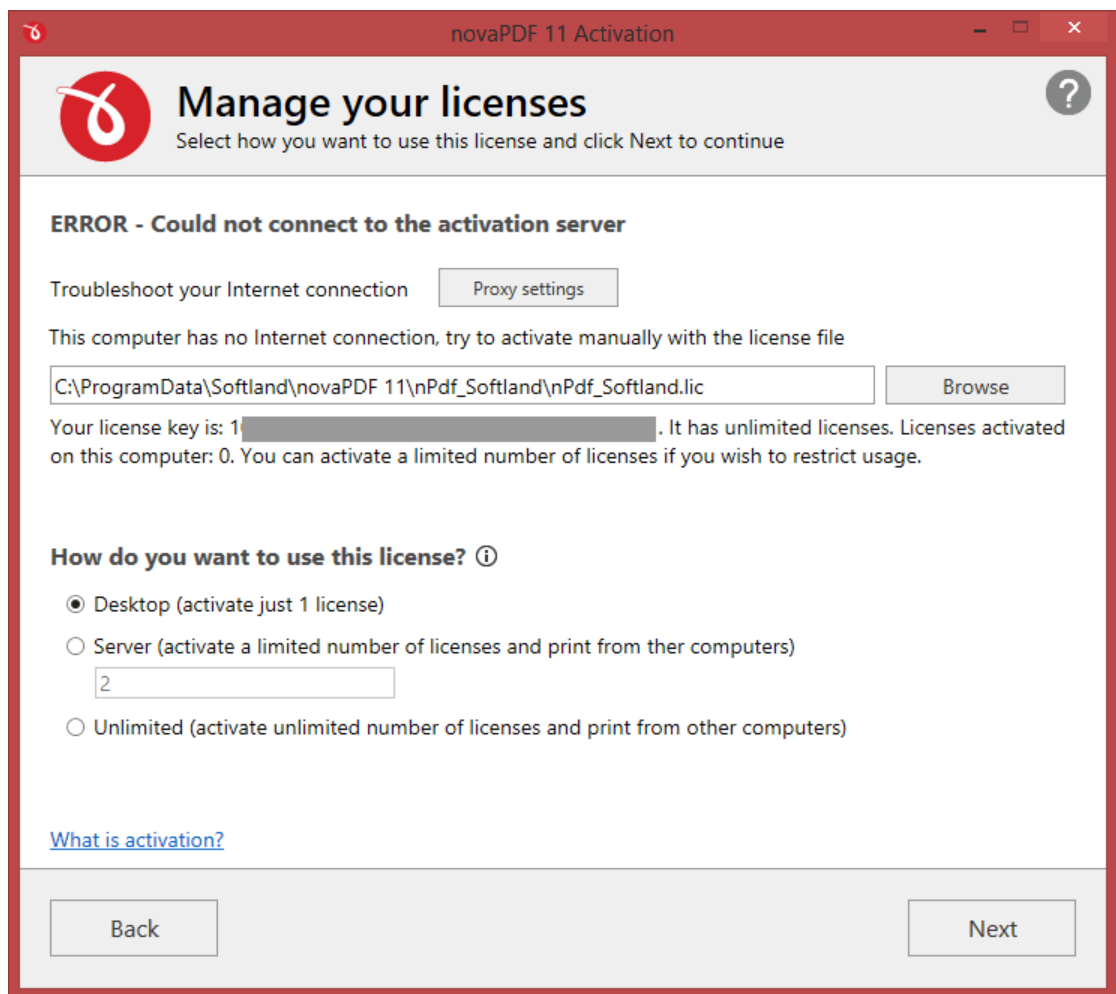 novaPDF 11 Activation
Manage your licenses
Select how you want to use this license and click Next to continue
ERROR - Could not connect to the activation server
Troubleshoot your Internet connection Proxy settings
This computer has no Internet connection, try to activate manually with the license file
C:\ProgramData\Softland\novaPDF 11\nPdf_Softland\nPdf_Softland.lic Browse
Your license key is: 1 . It has unlimited licenses. Licenses activated
on this computer: 0. You can activate a limited number of licenses if you wish to restrict usage.
How do you want to use this license?
Desktop (activate just 1 license)
Server (activate a limited number of licenses and print from ther computers)
2
Unlimited (activate unlimited number of licenses and print from other computers)
What is activation?
Back Next